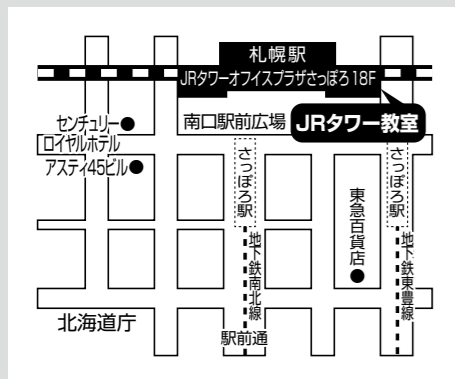 札幌駅
JRタワーオフィスプラザさっぽろ18F
JRタワー教室
南口駅前広場
センチュリー
ロイヤルホテル
アスティ45ビル
さっぽろ駅
さっぽろ駅
東急百貨店
地下鉄南北線
地下鉄東豊線
北海道庁
駅前通